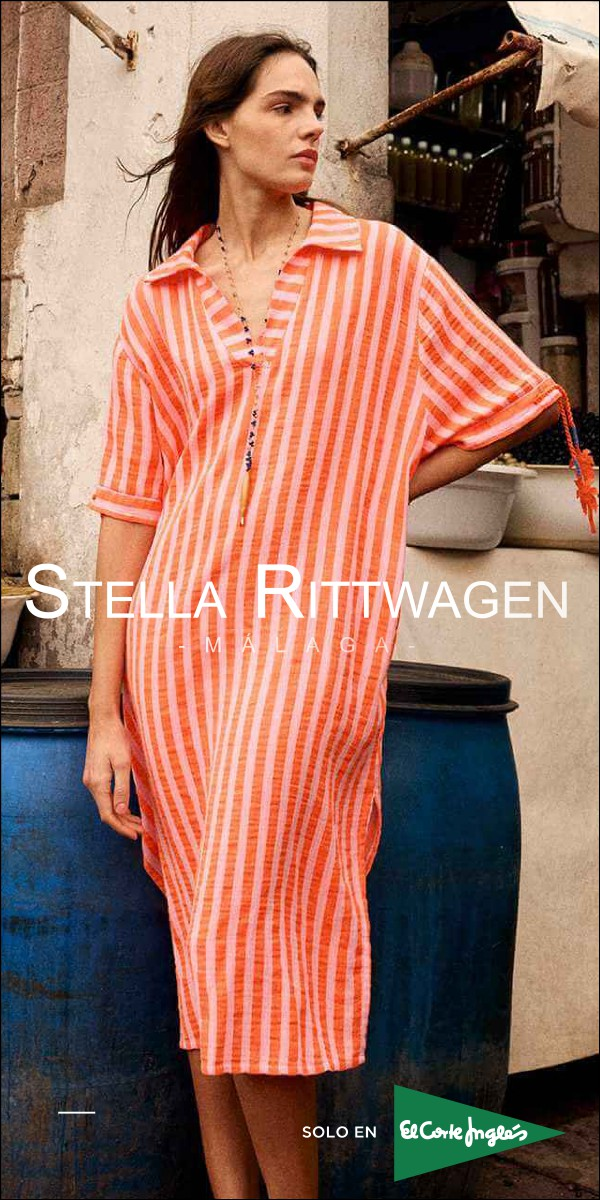 STELLA RITTWAGEN
- MÁLAGA -
SOLO EN
El Corte Inglés